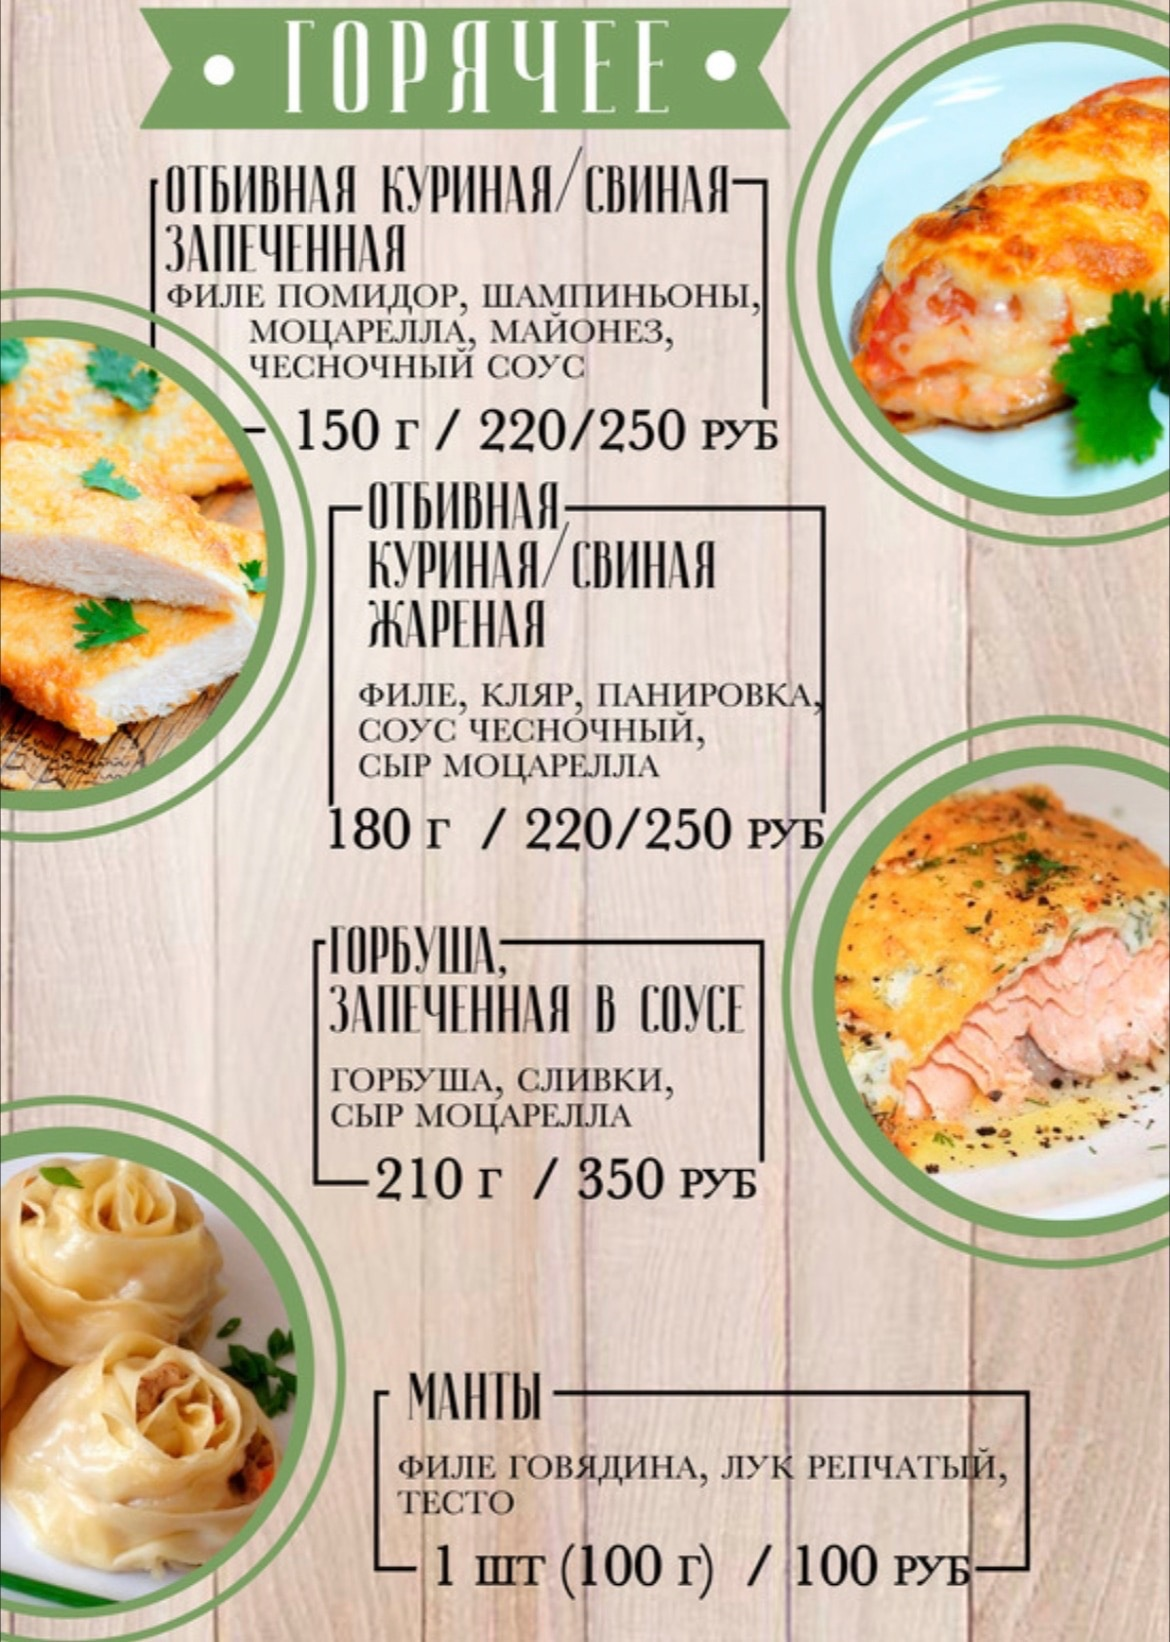 • ГОРЯЧЕЕ •
ОТБИВНАЯ КУРИНАЯ/СВИНАЯ
ЗАПЕЧЕННАЯ
ФИЛЕ ПОМИДОР, ШАМПИНЬОНЫ,
МОЦАРЕЛЛА, МАЙОНЕЗ,
ЧЕСНОЧНЫЙ СОУС
150 Г / 220/250 РУБ
ОТБИВНАЯ
КУРИНАЯ/СВИНАЯ
ЖАРЕНАЯ
ФИЛЕ, КЛЯР, ПАНИРОВКА,
СОУС ЧЕСНОЧНЫЙ,
СЫР МОЦАРЕЛЛА
180 Г / 220/250 РУБ
ГОРБУША,
ЗАПЕЧЕННАЯ В СОУСЕ
ГОРБУША, СЛИВКИ,
СЫР МОЦАРЕЛЛА
210 Г / 350 РУБ
МАНТЫ
ФИЛЕ ГОВЯДИНА, ЛУК РЕПЧАТЫЙ,
ТЕСТО
1 ШТ (100 Г) / 100 РУБ